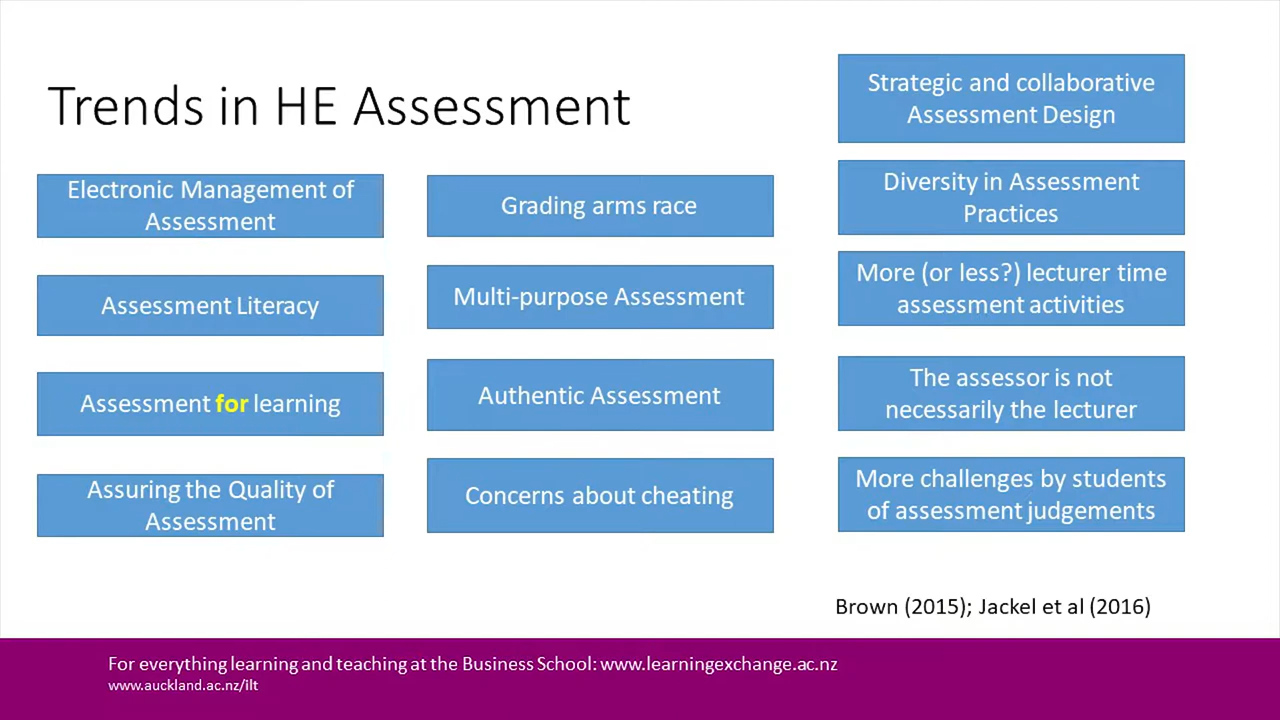 Trends in HE Assessment
Electronic Management of
Assessment
Assessment Literacy
Assessment for learning
Assuring the Quality of
Assessment
Grading arms race
Multi-purpose Assessment
Authentic Assessment
Concerns about cheating
Strategic and collaborative
Assessment Design
Diversity in Assessment
Practices
More (or less?) lecturer time
assessment activities
The assessor is not
necessarily the lecturer
More challenges by students
of assessment judgements
Brown (2015); Jackel et al (2016)
For everything learning and teaching at the Business School: www.learningexchange.ac.nz
www.auckland.ac.nz/ilt